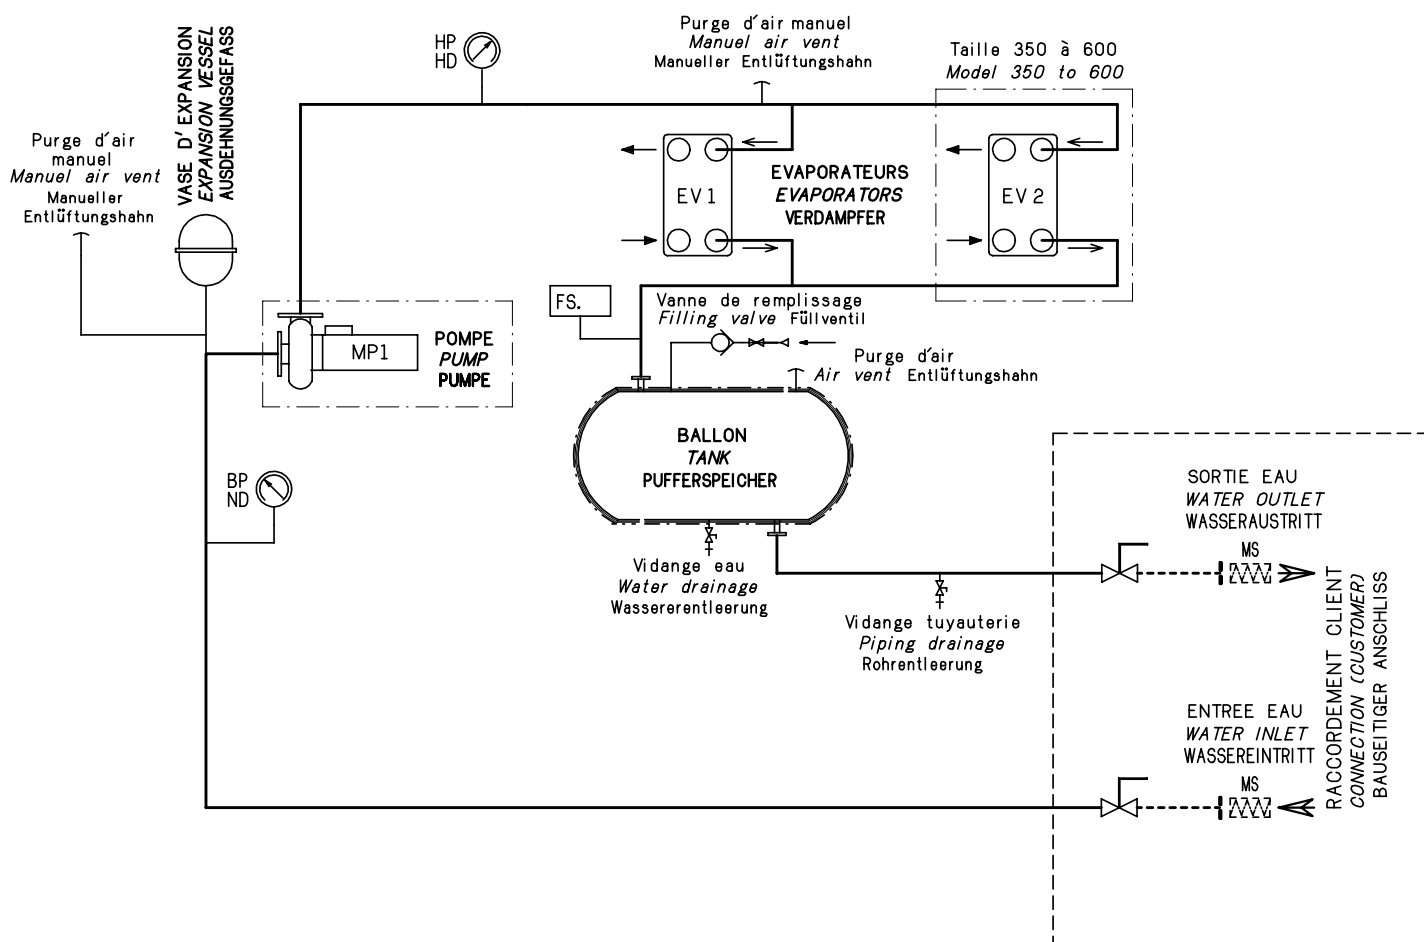 VASE D'EXPANSION
EXPANSION VESSEL
AUSDEHNUNGSGEFASS
Purge d'air
manuel
Manuel air vent
Manueller
Entlüftungshahn
HP
HD
Purge d'air manuel
Manuel air vent
Manueller Entlüftungshahn
Taille 350 à 600
Model 350 to 600
EV1
EVAPORATEURS
EVAPORATORS
VERDAMPFER
EV2
FS.
Vanne de remplissage
Filling valve Füllventil
MP1
POMPE
PUMP
PUMPE
Purge d'air
Air vent Entlüftungshahn
BALLON
TANK
PUFFERSPEICHER
BP
ND
SORTIE EAU
WATER OUTLET
WASSERAUSTRITT
MS
Vidange eau
Water drainage
Wassererentleerung
Vidange tuyauterie
Piping drainage
Rohrentleerung
ENTREE EAU
WATER INLET
WASSEREINTRITT
MS
RACCORDEMENT CLIENT
CONNECTION (CUSTOMER)
BAUSEITIGER ANSCHLISS